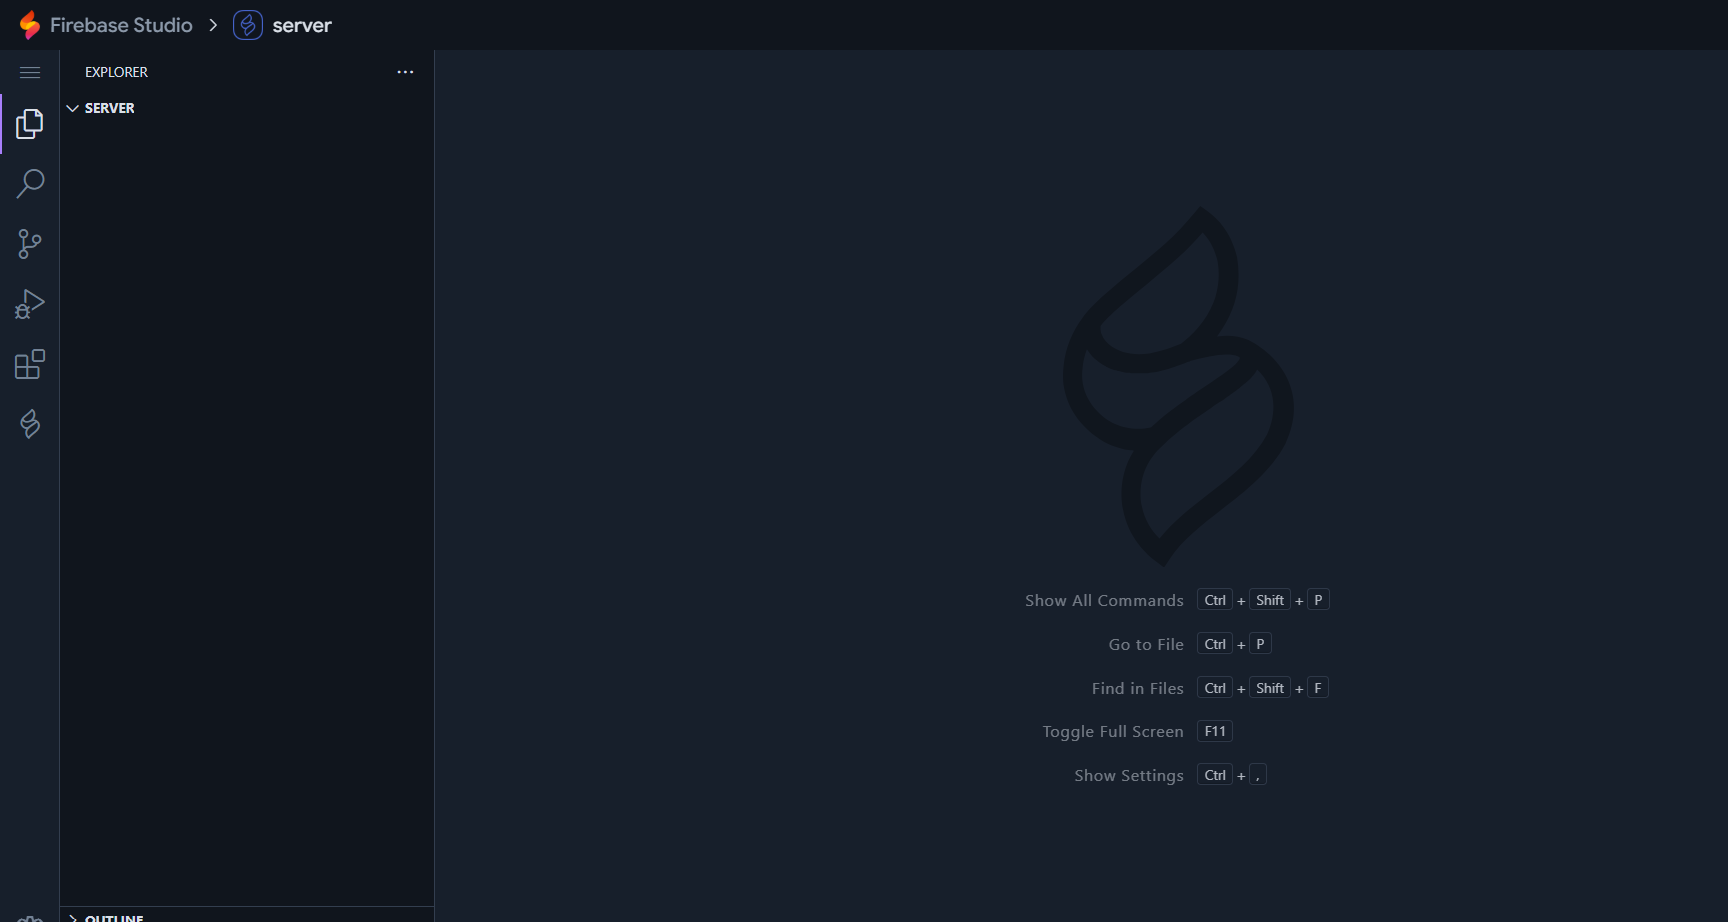 Firebase Studio > server
EXPLORER ...
SERVER
Show All Commands Ctrl + Shift + P
Go to File Ctrl + P
Find in Files Ctrl + Shift + F
Toggle Full Screen F11
Show Settings Ctrl + ,
OUTLINE